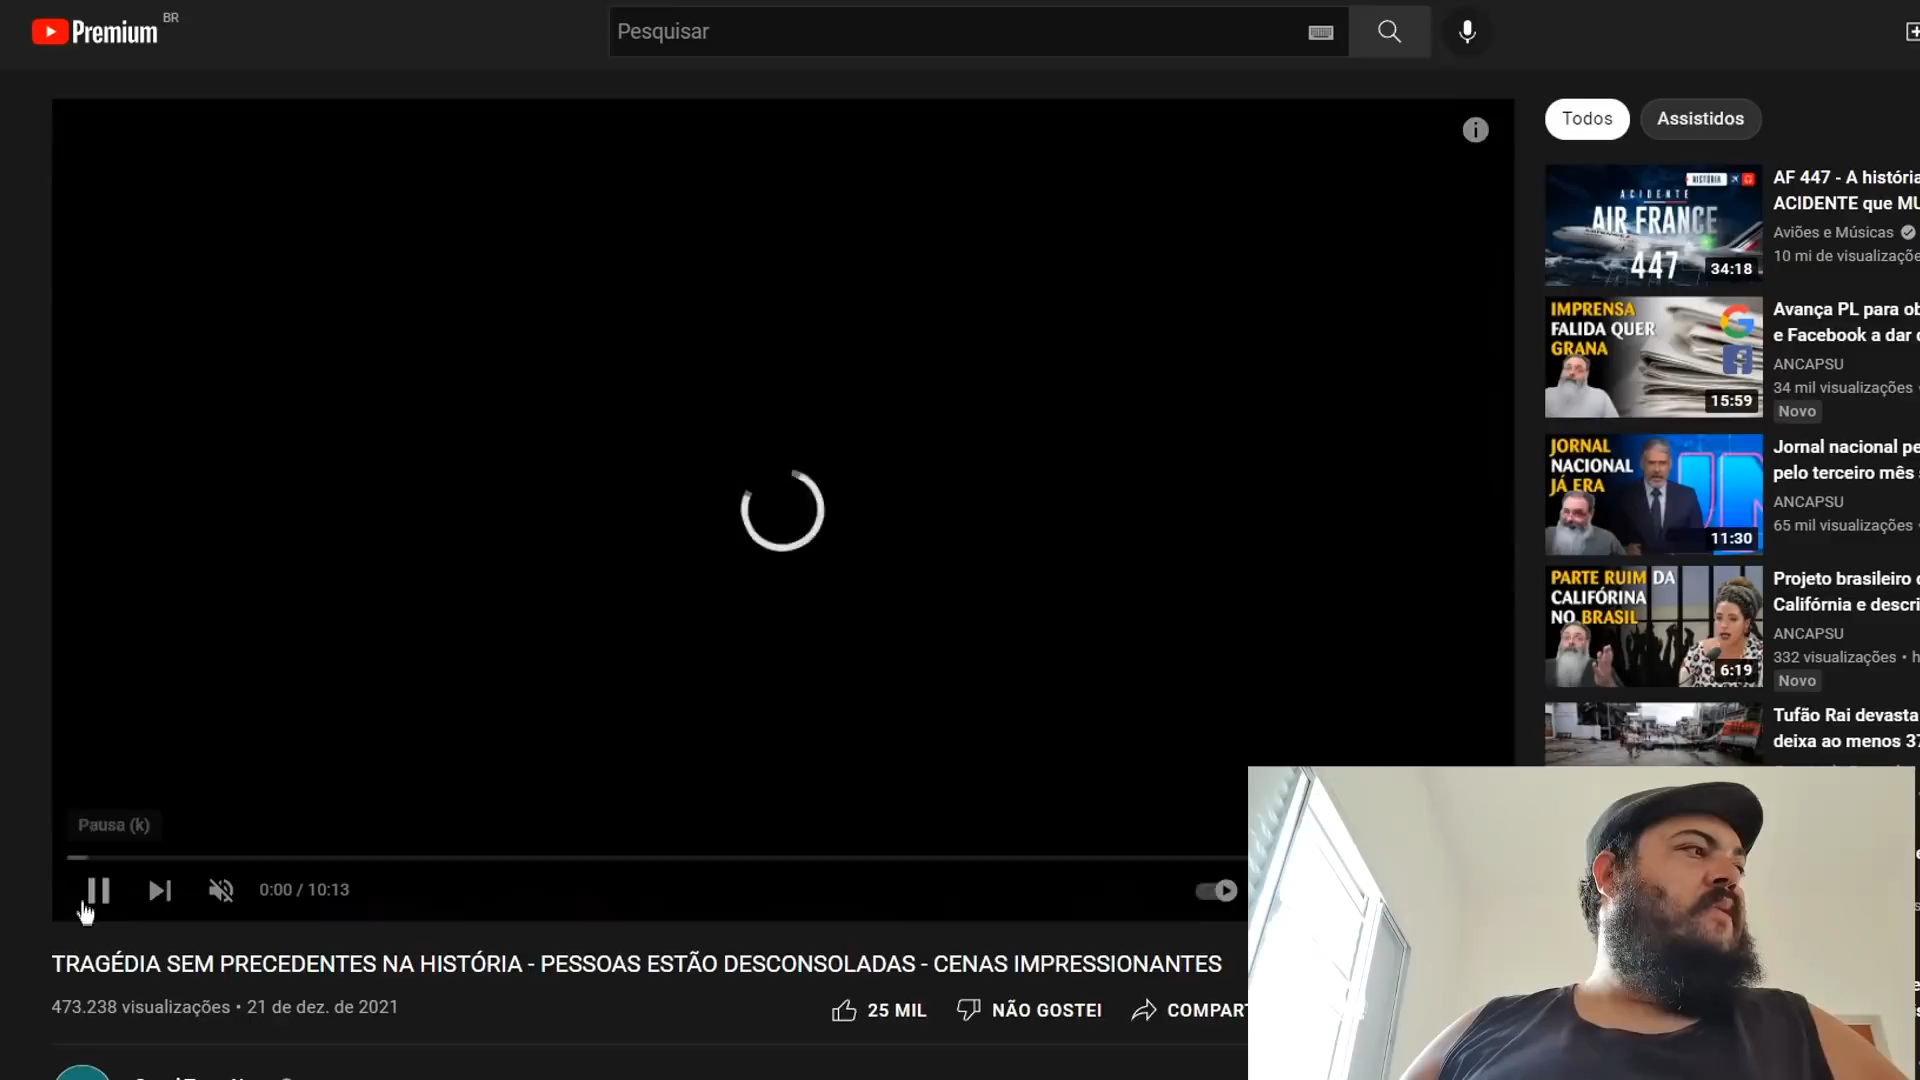 Premium BR
Pesquisar
Todos
Assistidos
HISTÓRIA
ACIDENTE
AIR FRANCE
447
34:18
AF 447 - A história
ACIDENTE que MU
Aviões e Músicas
10 mi de visualizaçõe
IMPRENSA
FALIDA QUER
GRANA
15:59
Avança PL para ob
e Facebook a dar
ANCAPSU
34 mil visualizações
Novo
JORNAL
NACIONAL
JÁ ERA
11:30
Jornal nacional pe
pelo terceiro mês
ANCAPSU
65 mil visualizações
PARTE RUIM DA
CALIFÓRINA
NO BRASIL
6:19
Projeto brasileiro
Califórnia e descri
ANCAPSU
332 visualizações • h
Novo
Tufão Rai devasta
deixa ao menos 37
Pausa (k)
0:00 / 10:13
TRAGÉDIA SEM PRECEDENTES NA HISTÓRIA - PESSOAS ESTÃO DESCONSOLADAS - CENAS IMPRESSIONANTES
473.238 visualizações • 21 de dez. de 2021
25 MIL
NÃO GOSTEI
COMPART